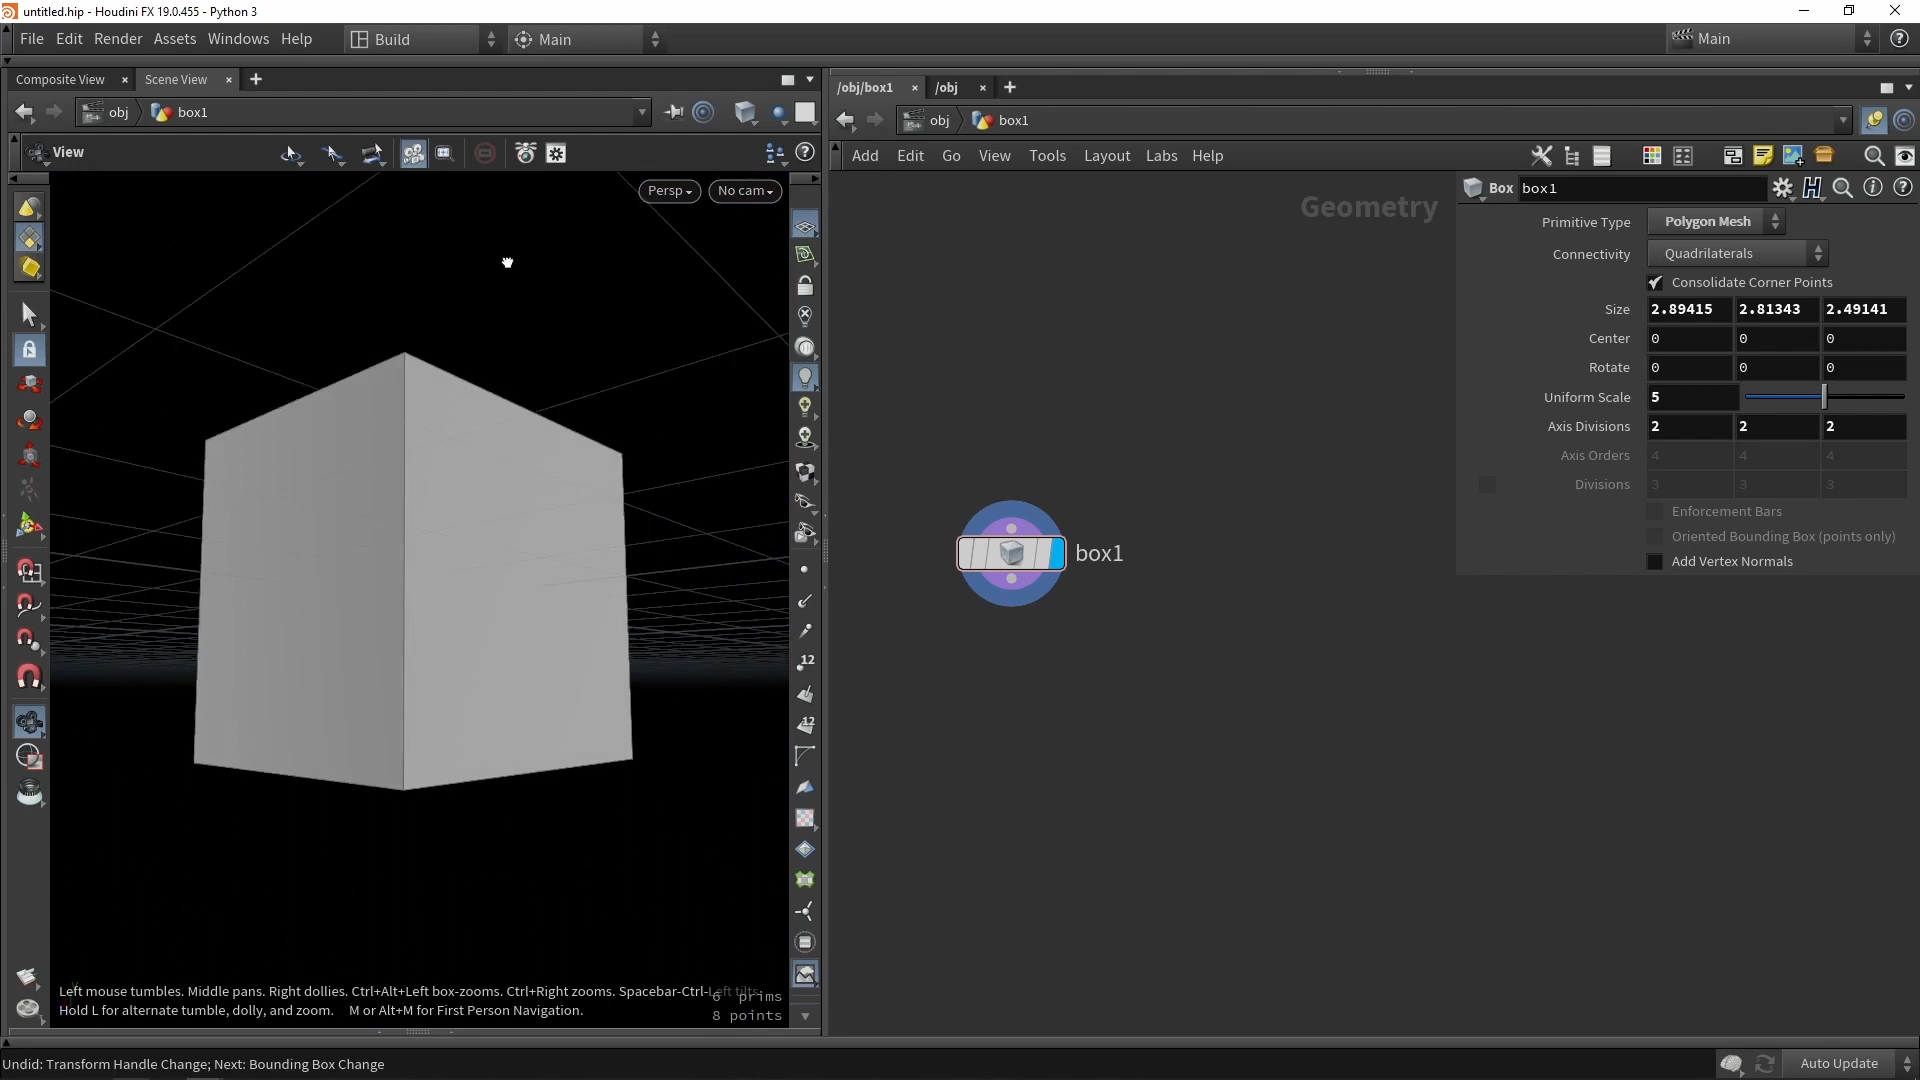 untitled.hip - Houdini FX 19.0.455 - Python 3
File Edit Render Assets Windows Help Build Main Main
Composite View Scene View
obj box1
View
Persp No cam
Left mouse tumbles. Middle pans. Right dollies. Ctrl+Alt+Left box-zooms. Ctrl+Right zooms. Spacebar-Ctrl-Left tilts.
Hold L for alternate tumble, dolly, and zoom. M or Alt+M for First Person Navigation.
6 prims
8 points
12
12
/obj/box1 /obj
obj box1
Add Edit Go View Tools Layout Labs Help
Geometry
box1
Box box1
Primitive Type Polygon Mesh
Connectivity Quadrilaterals
Consolidate Corner Points
Size 2.89415 2.81343 2.49141
Center 0 0 0
Rotate 0 0 0
Uniform Scale 5
Axis Divisions 2 2 2
Axis Orders 4 4 4
Divisions 3 3 3
Enforcement Bars
Oriented Bounding Box (points only)
Add Vertex Normals
Undid: Transform Handle Change; Next: Bounding Box Change
Auto Update